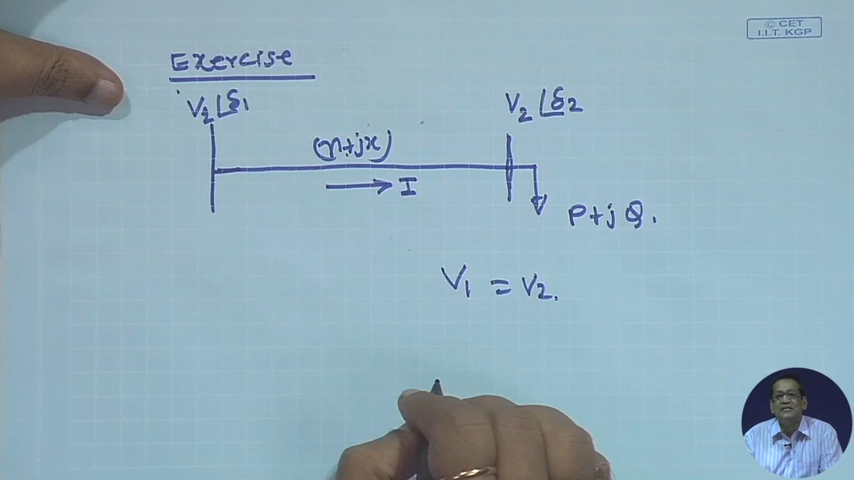 © CET
I.I.T. KGP
Exercise
V₂∠δ₁
V₂∠δ₂
(r+jx)
→ I
P+jQ.
V₁ = V₂.